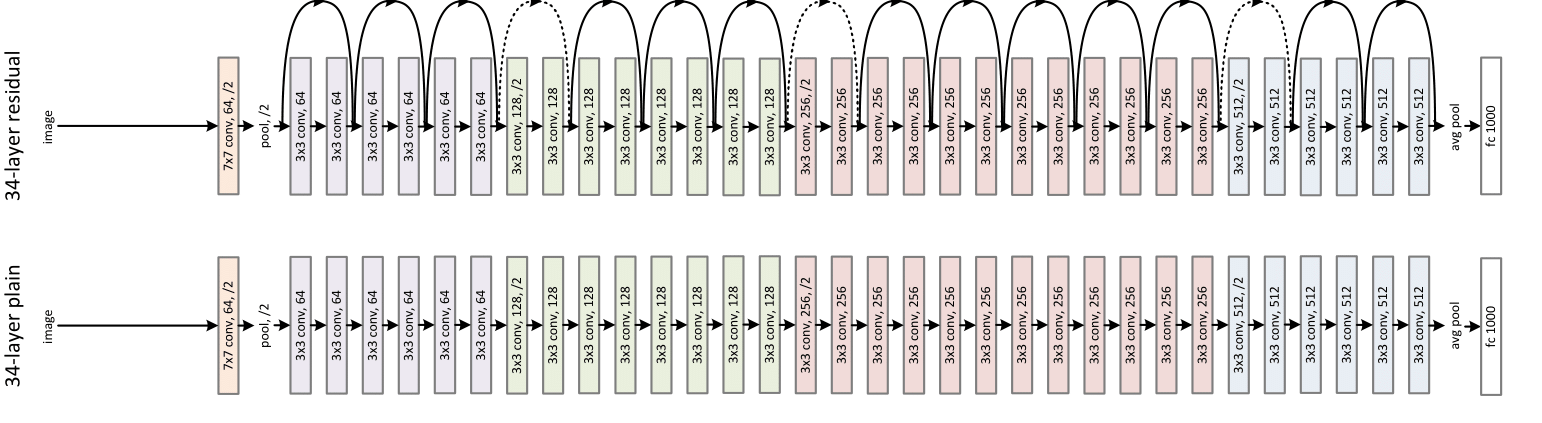 34-layer residual
image
7x7 conv, 64, /2
pool, /2
3x3 conv, 64
3x3 conv, 64
3x3 conv, 64
3x3 conv, 64
3x3 conv, 64
3x3 conv, 64
3x3 conv, 128, /2
3x3 conv, 128
3x3 conv, 128
3x3 conv, 128
3x3 conv, 128
3x3 conv, 128
3x3 conv, 128
3x3 conv, 128
3x3 conv, 256, /2
3x3 conv, 256
3x3 conv, 256
3x3 conv, 256
3x3 conv, 256
3x3 conv, 256
3x3 conv, 256
3x3 conv, 256
3x3 conv, 256
3x3 conv, 256
3x3 conv, 256
3x3 conv, 256
3x3 conv, 512, /2
3x3 conv, 512
3x3 conv, 512
3x3 conv, 512
3x3 conv, 512
3x3 conv, 512
avg pool
fc 1000
34-layer plain
image
7x7 conv, 64, /2
pool, /2
3x3 conv, 64
3x3 conv, 64
3x3 conv, 64
3x3 conv, 64
3x3 conv, 64
3x3 conv, 64
3x3 conv, 128, /2
3x3 conv, 128
3x3 conv, 128
3x3 conv, 128
3x3 conv, 128
3x3 conv, 128
3x3 conv, 128
3x3 conv, 128
3x3 conv, 256, /2
3x3 conv, 256
3x3 conv, 256
3x3 conv, 256
3x3 conv, 256
3x3 conv, 256
3x3 conv, 256
3x3 conv, 256
3x3 conv, 256
3x3 conv, 256
3x3 conv, 256
3x3 conv, 256
3x3 conv, 512, /2
3x3 conv, 512
3x3 conv, 512
3x3 conv, 512
3x3 conv, 512
3x3 conv, 512
avg pool
fc 1000